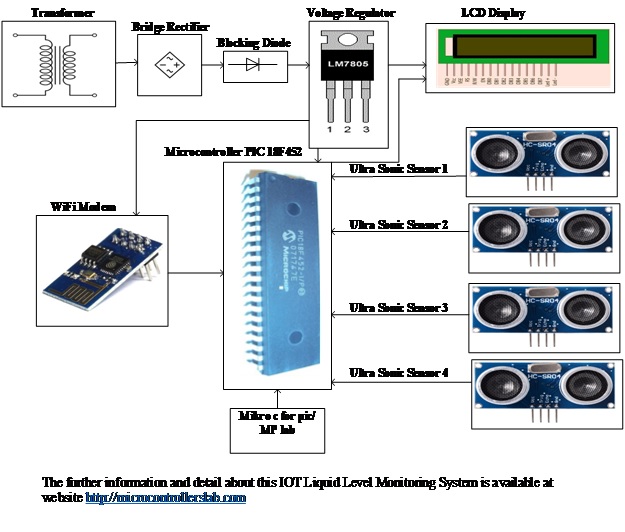 Transformer
Bridge Rectifier
Blocking Diode
Voltage Regulator
LCD Display
LM7805
1 2 3
Microcontroller PIC 18F452
WiFi Modem
PIC18F452-I/P
MICROCHIP
Ultra Sonic Sensor 1
HC-SR04
Ultra Sonic Sensor 2
HC-SR04
Ultra Sonic Sensor 3
HC-SR04
Ultra Sonic Sensor 4
HC-SR04
Mikro c for pic/
MP lab
The further information and detail about this IOT Liquid Level Monitoring System is available at
website http://microcontrollerslab.com